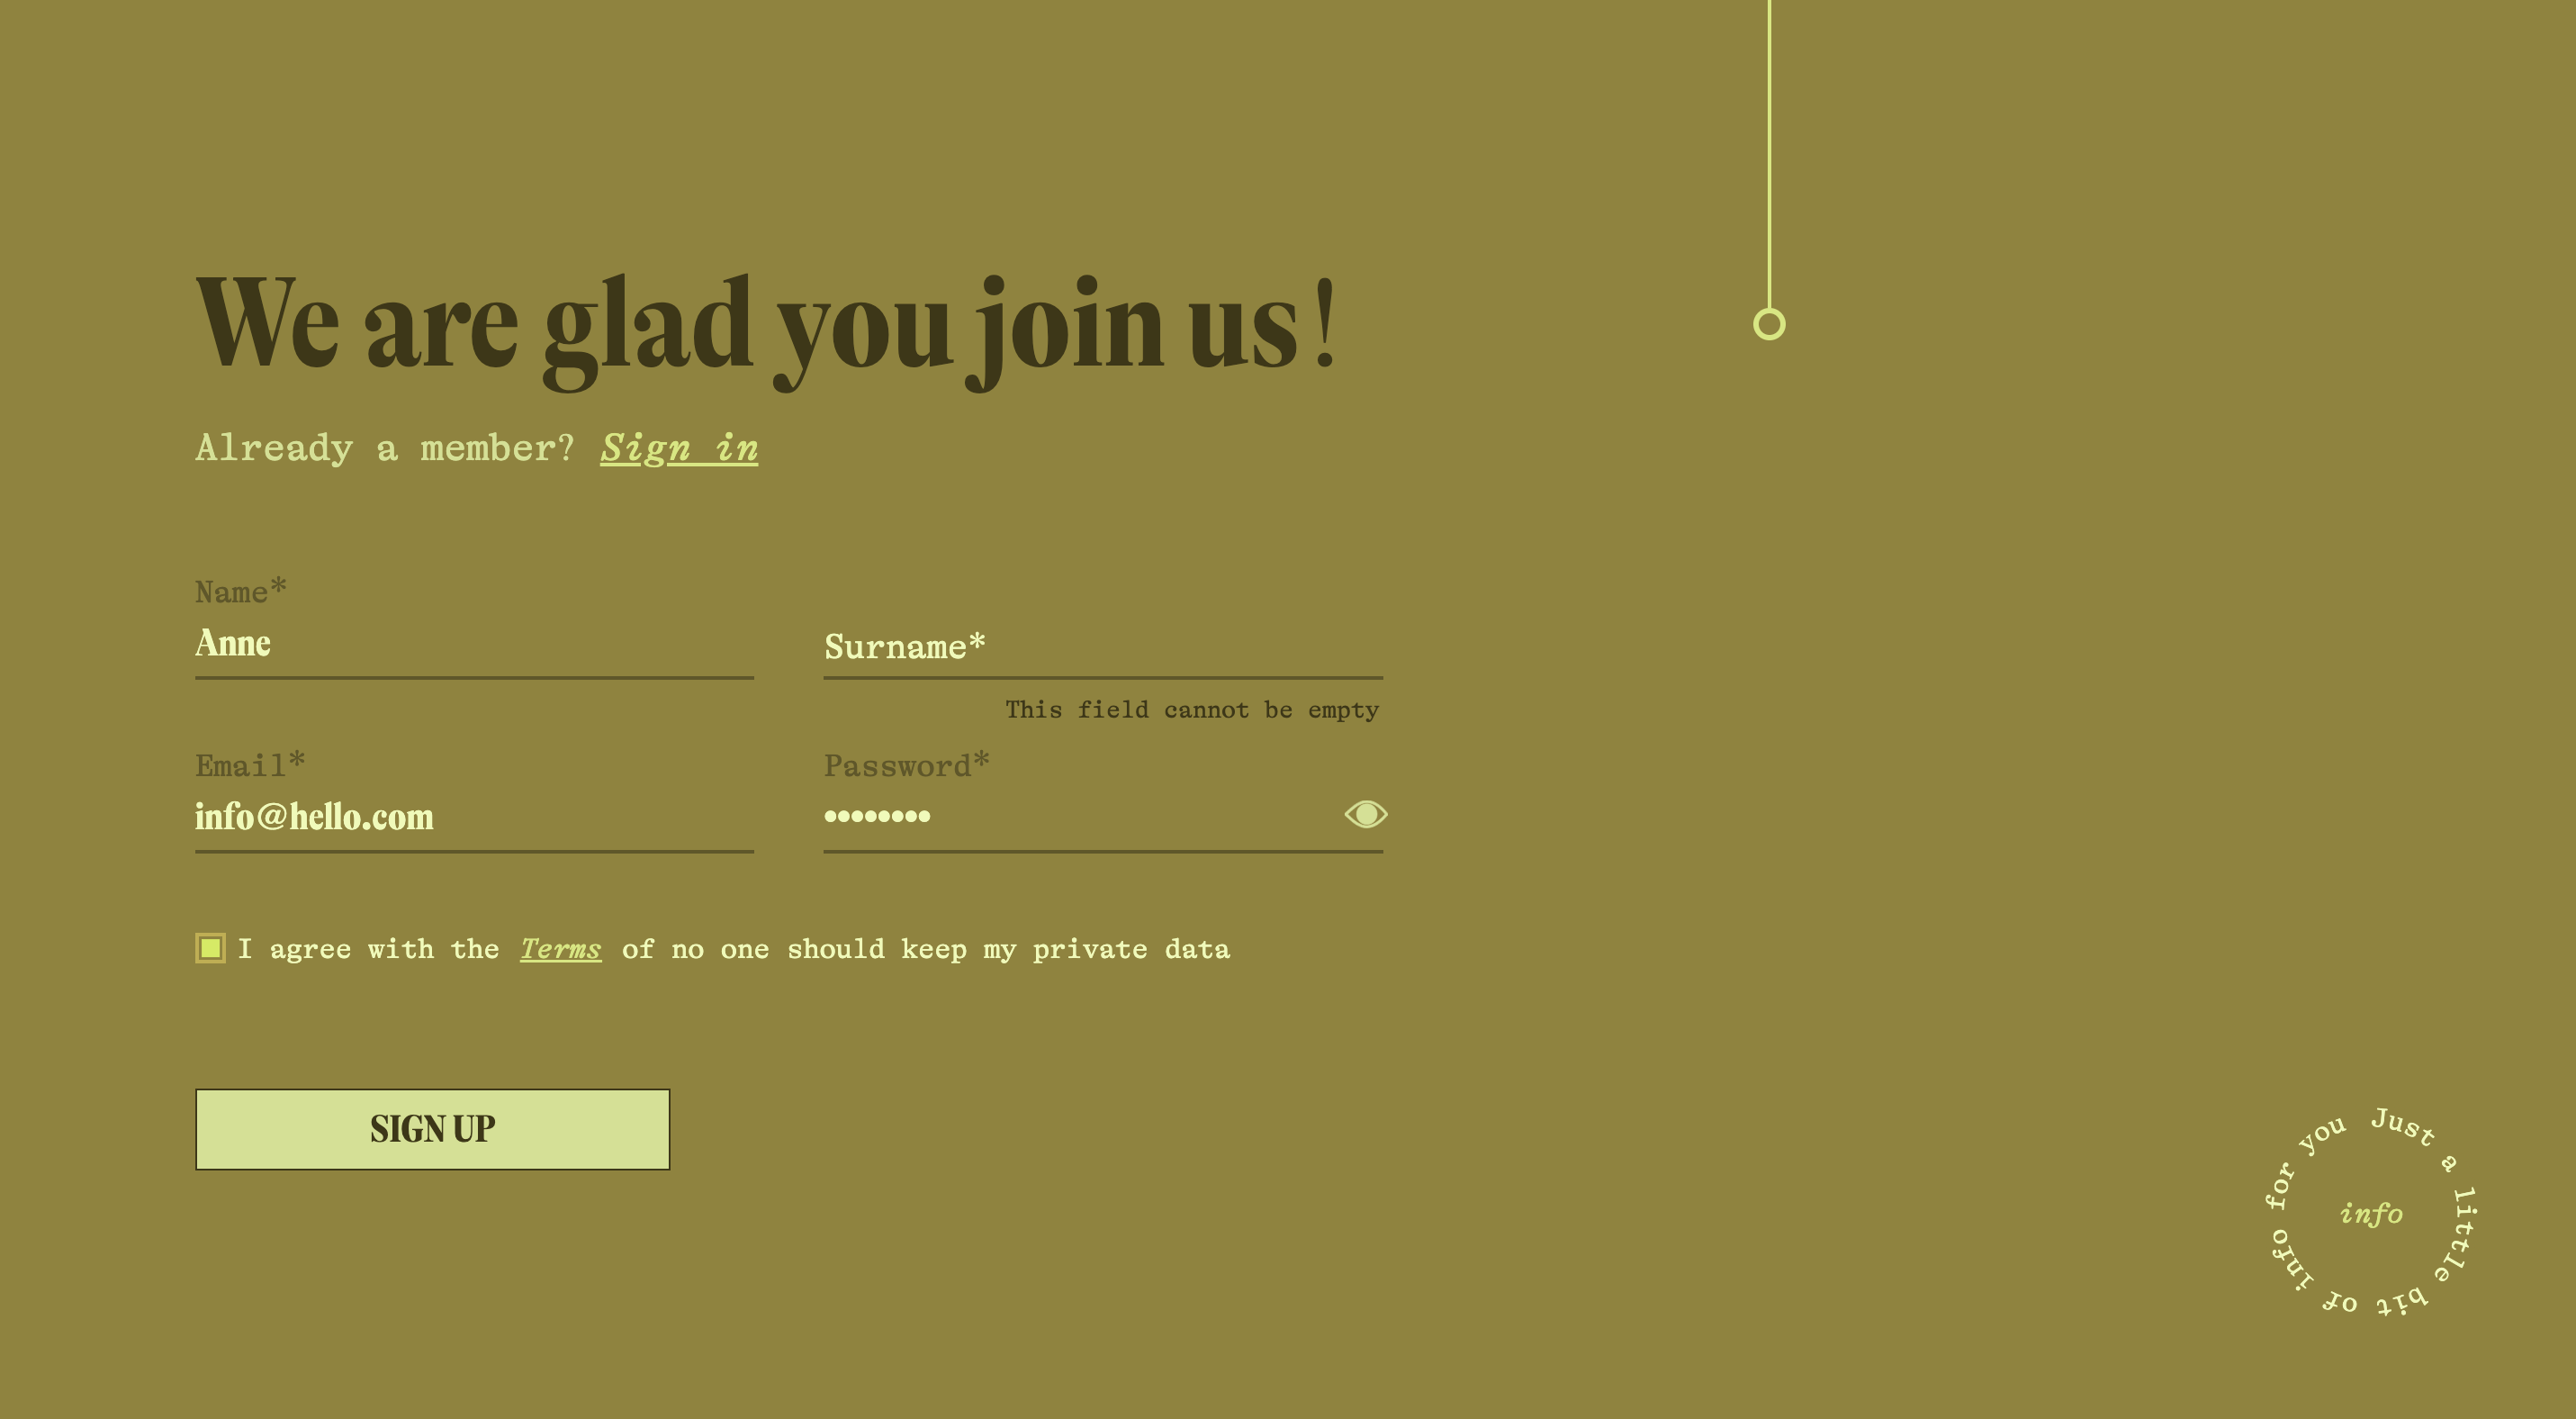 We are glad you join us!
Already a member? Sign in
Name*
Anne
Surname*
This field cannot be empty
Email*
info@hello.com
Password*
••••••••
I agree with the Terms of no one should keep my private data
SIGN UP
Just a little bit of info for you
info